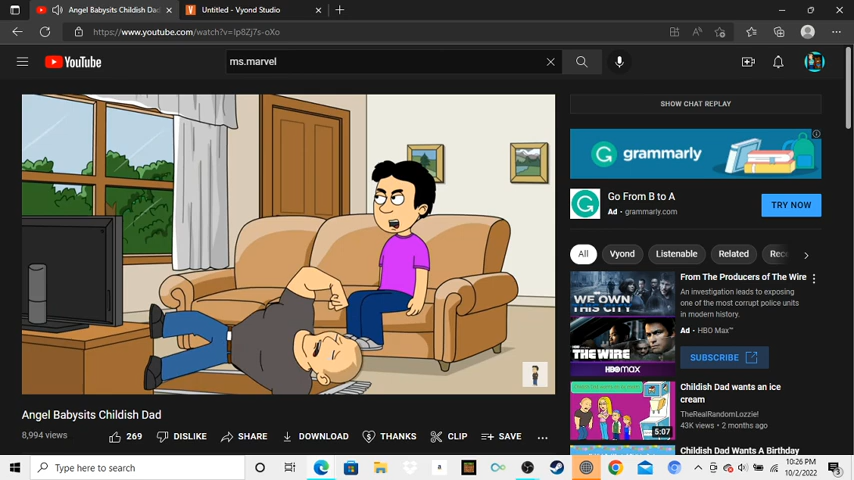 Angel Babysits Childish Dad
Untitled - Vyond Studio
https://www.youtube.com/watch?v=lp8Zj7s-oXo
YouTube
ms.marvel
SHOW CHAT REPLAY
grammarly
Go From B to A
Ad - grammarly.com
TRY NOW
All
Vyond
Listenable
Related
Rec
From The Producers of The Wire
An investigation leads to exposing
one of the most corrupt police units
in modern history.
Ad - HBO Max™
SUBSCRIBE
WE OWN
THIS CITY
THE WIRE
HBOMAX
Childish Dad wants an ice
cream
TheRealRandomLozzie!
43K views • 2 months ago
5:07
Childish Dad Wants A Birthday
Angel Babysits Childish Dad
8,994 views
269
DISLIKE
SHARE
DOWNLOAD
THANKS
CLIP
SAVE
Type here to search
10:26 PM
10/2/2022